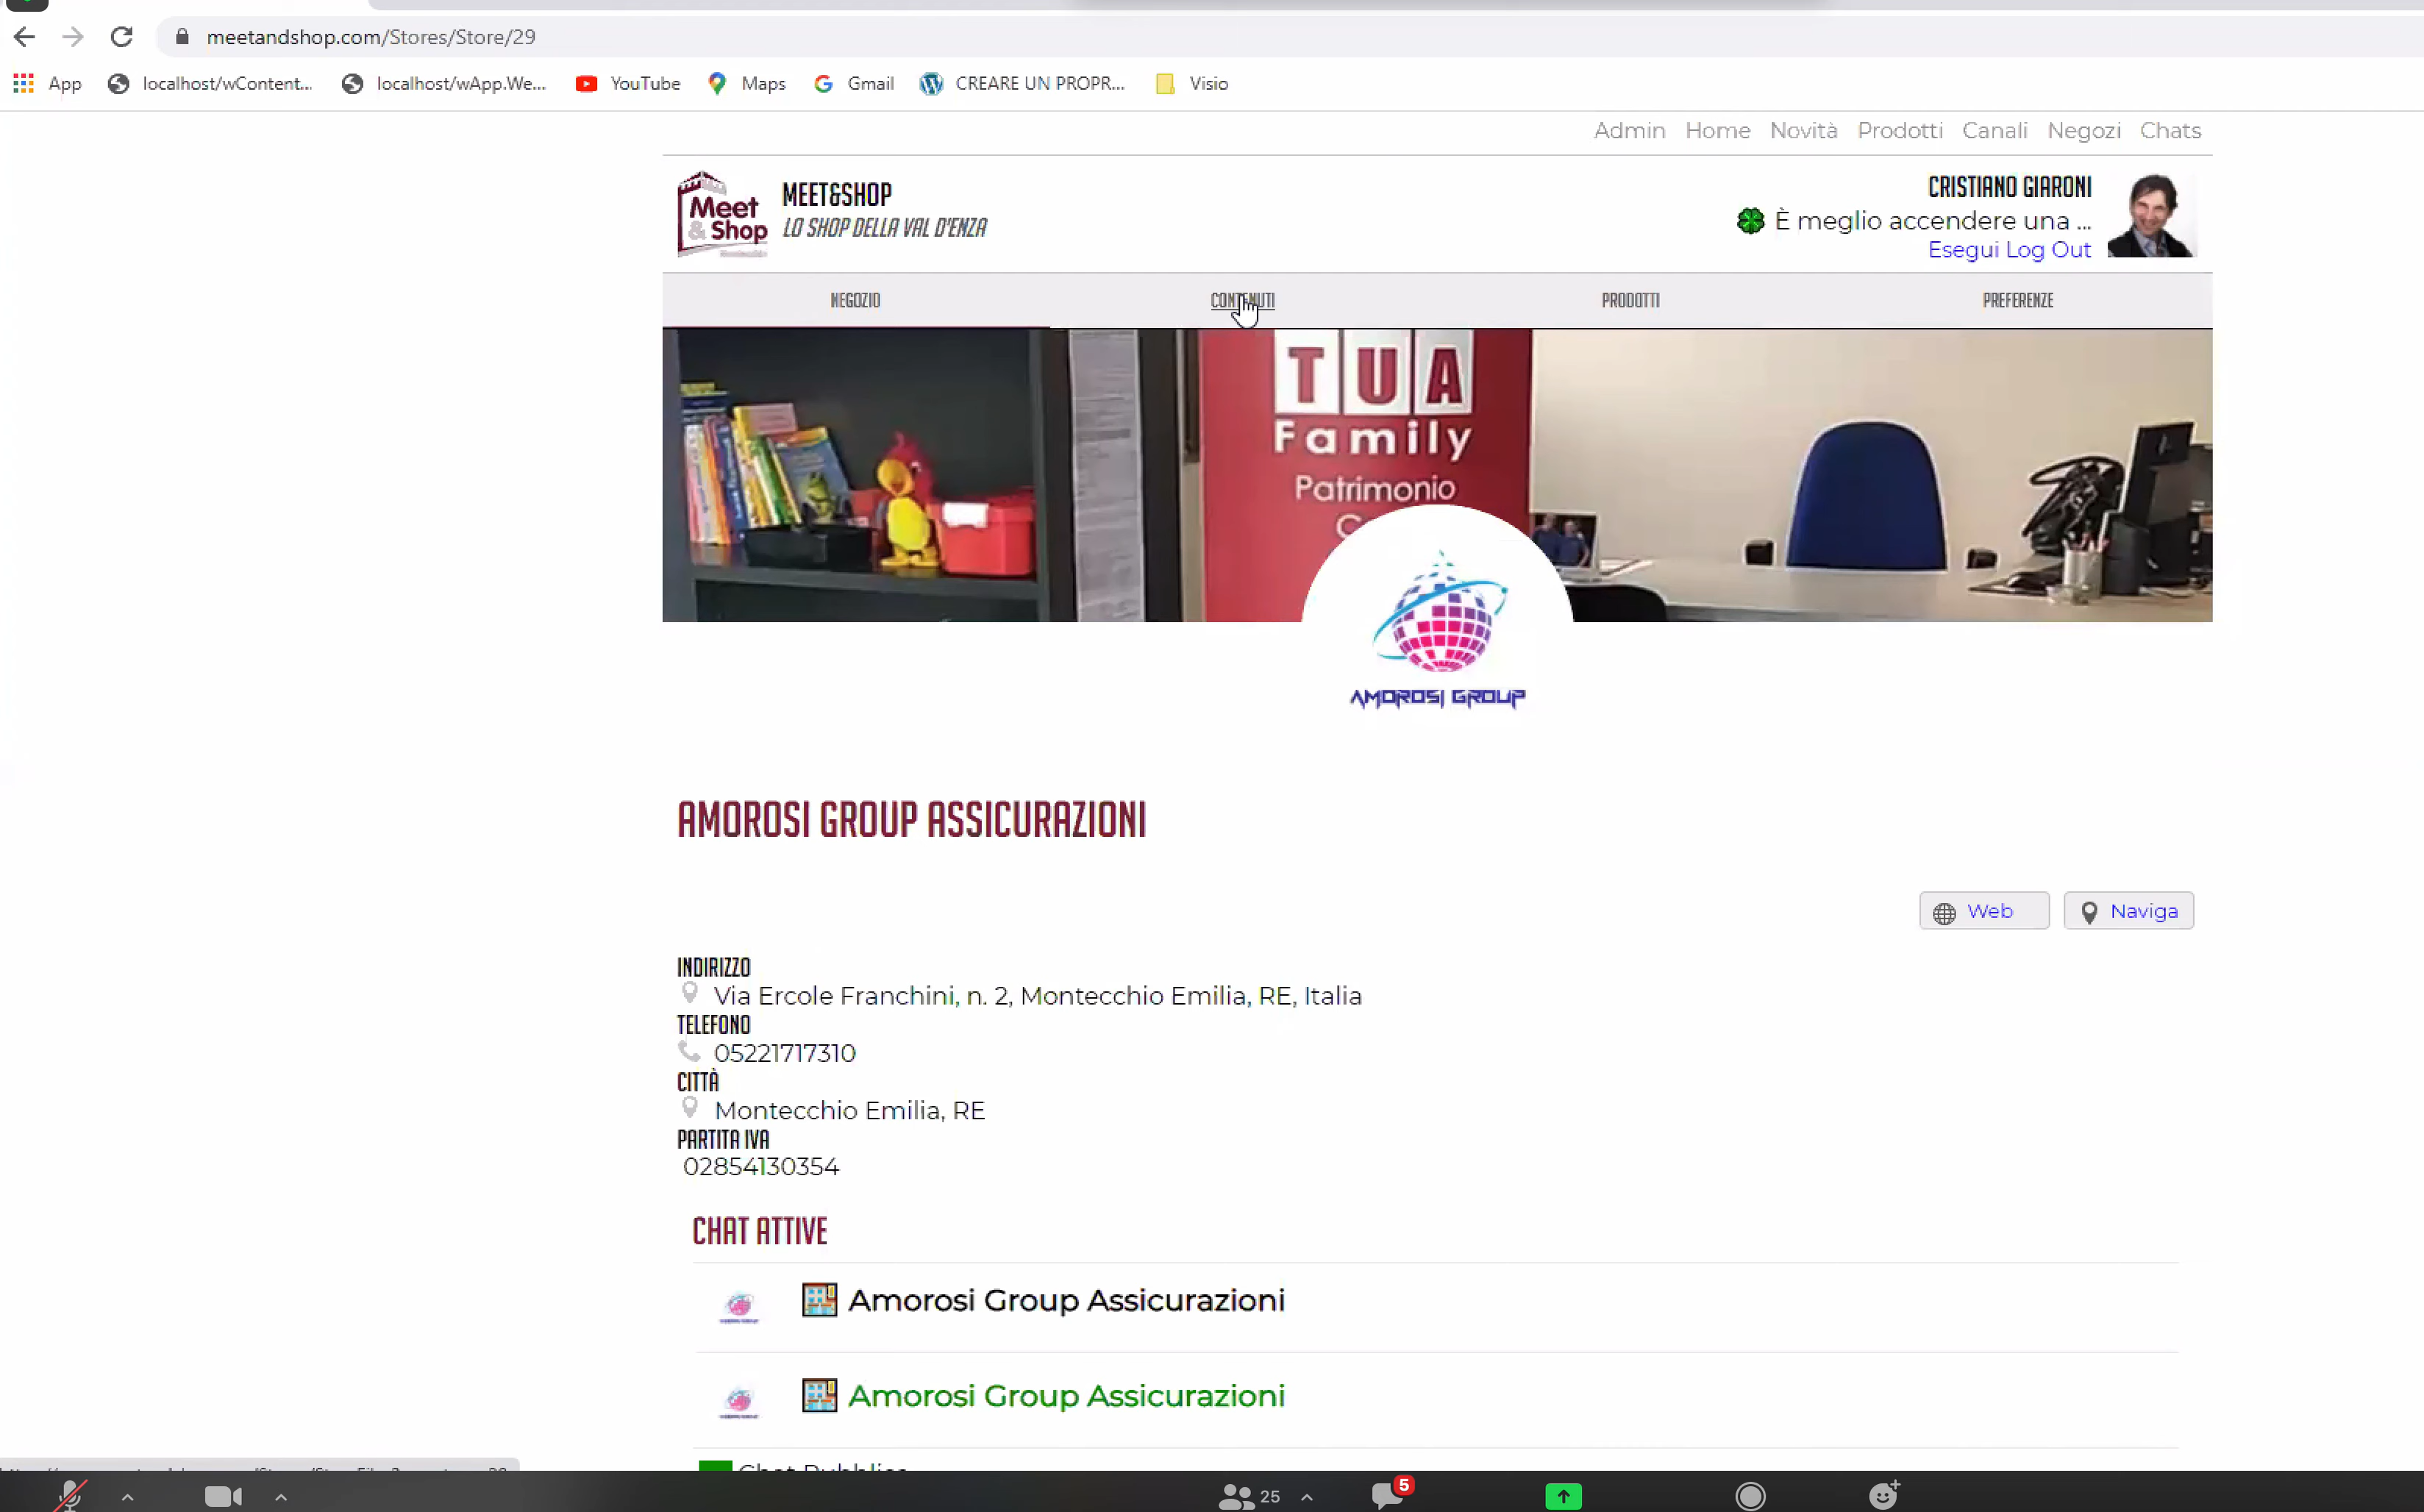 meetandshop.com/Stores/Store/29
App localhost/wContent... localhost/wApp.We... YouTube Maps Gmail CREARE UN PROPR... Visio
Admin Home Novità Prodotti Canali Negozi Chats
Meet & Shop
MEET&SHOP
LO SHOP DELLA VAL D'ENZA
CRISTIANO GIARONI
È meglio accendere una ...
Esegui Log Out
NEGOZIO CONTENUTI PRODOTTI PREFERENZE
TUA
Family
Patrimonio
AMOROSI GROUP
AMOROSI GROUP ASSICURAZIONI
Web Naviga
INDIRIZZO
Via Ercole Franchini, n. 2, Montecchio Emilia, RE, Italia
TELEFONO
05221717310
CITTÀ
Montecchio Emilia, RE
PARTITA IVA
02854130354
CHAT ATTIVE
Amorosi Group Assicurazioni
Amorosi Group Assicurazioni
25 5